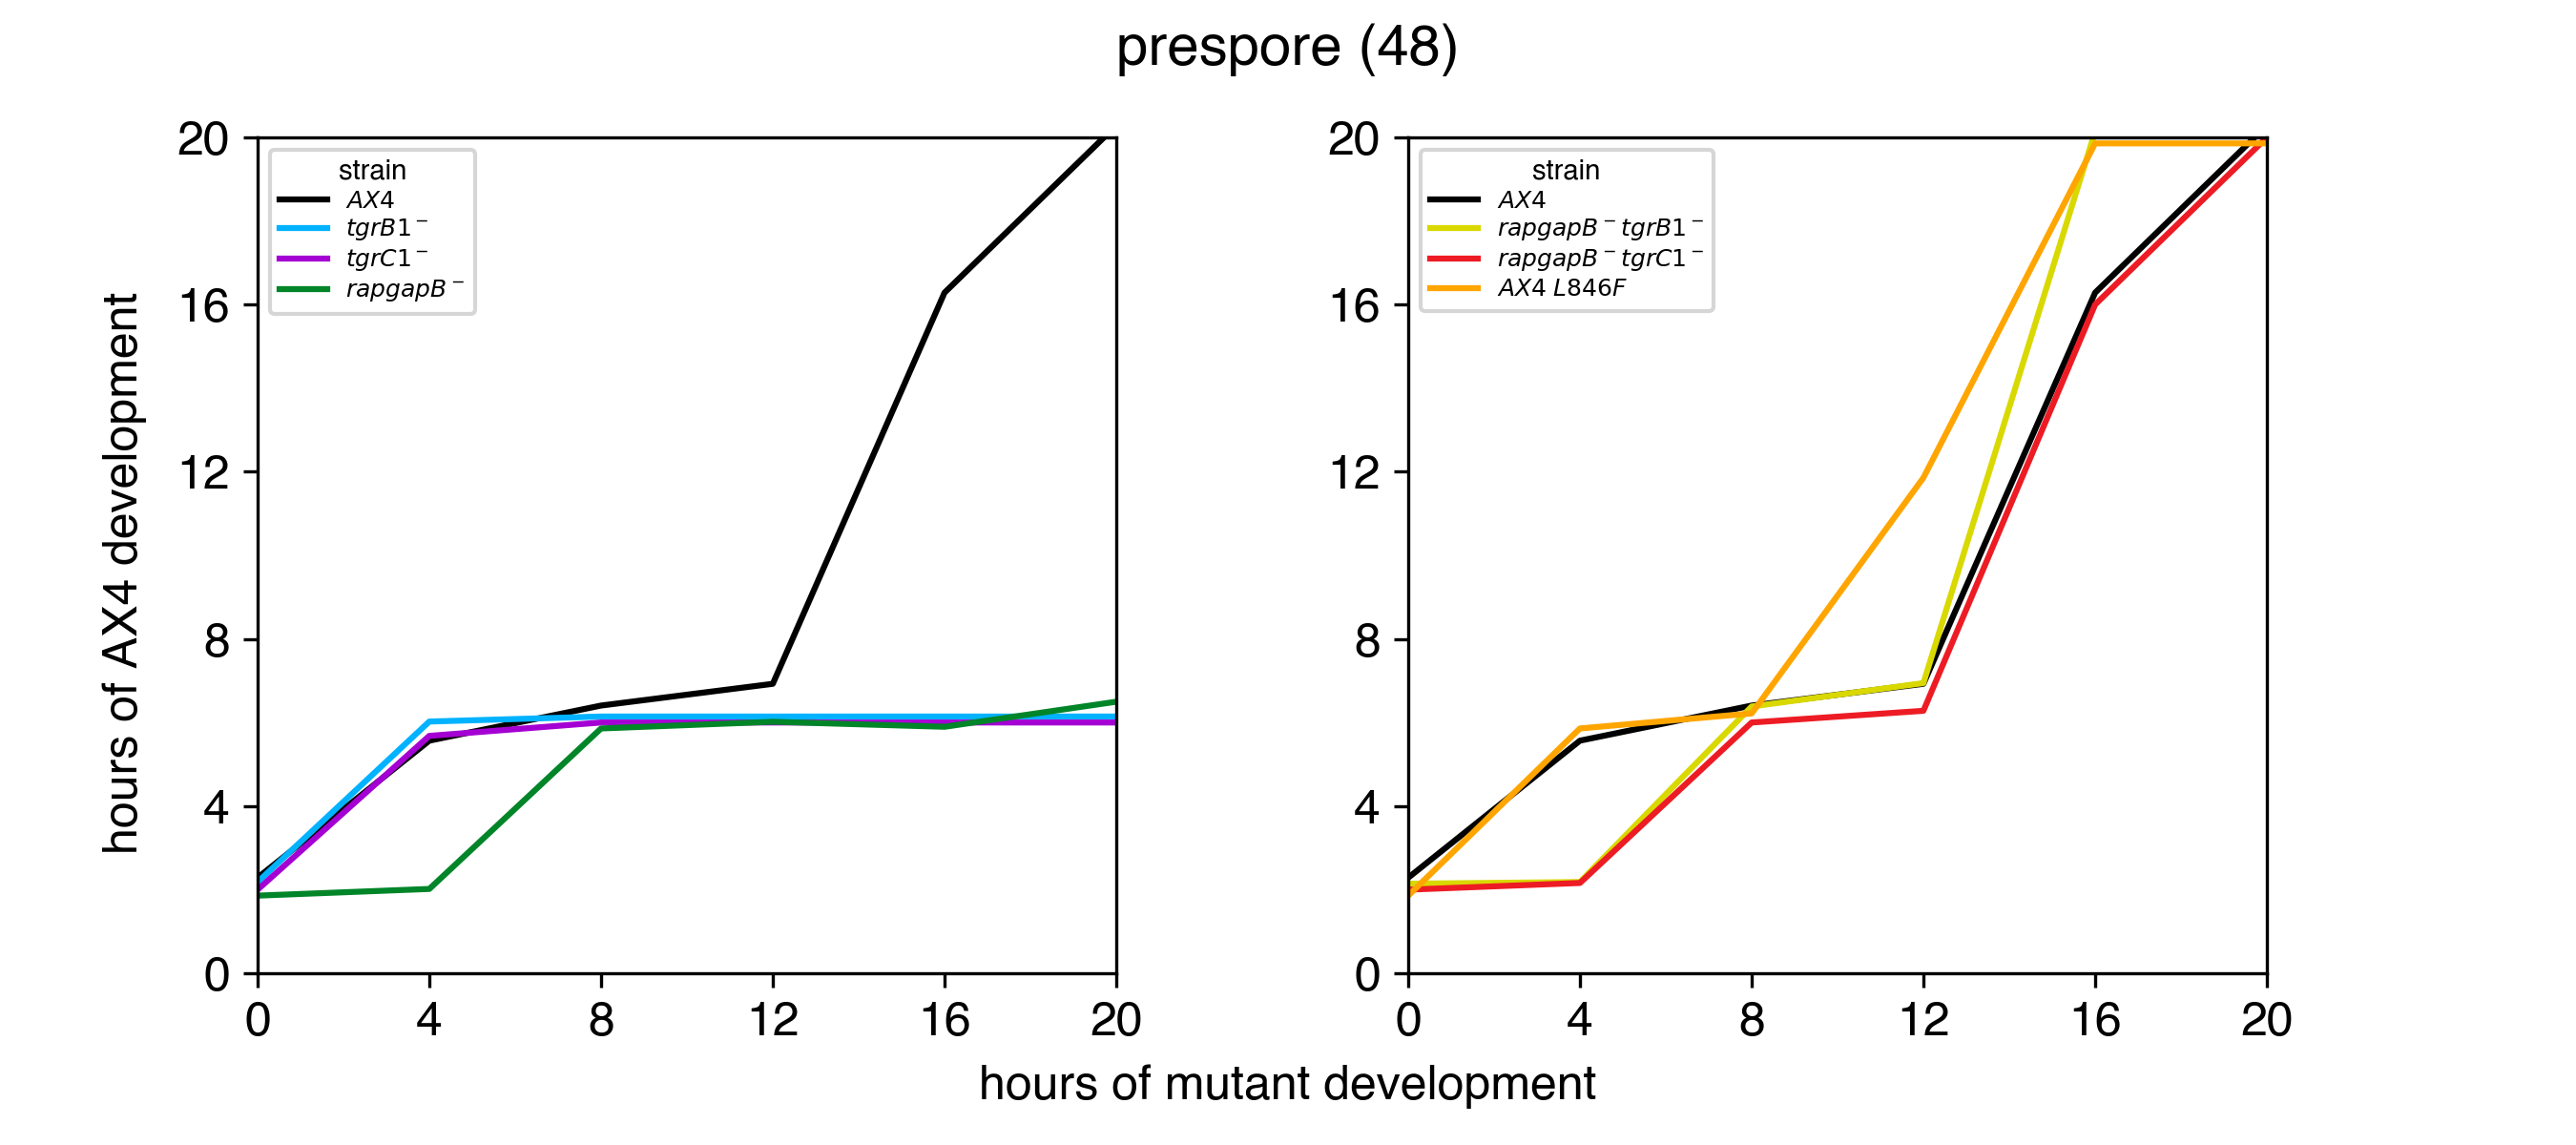 prespore (48)
hours of AX4 development
20
16
12
8
4
0
strain
AX4
tgrB1⁻
tgrC1⁻
rapgapB⁻
0 4 8 12 16 20
20
16
12
8
4
0
strain
AX4
rapgapB⁻tgrB1⁻
rapgapB⁻tgrC1⁻
AX4 L846F
0 4 8 12 16 20
hours of mutant development